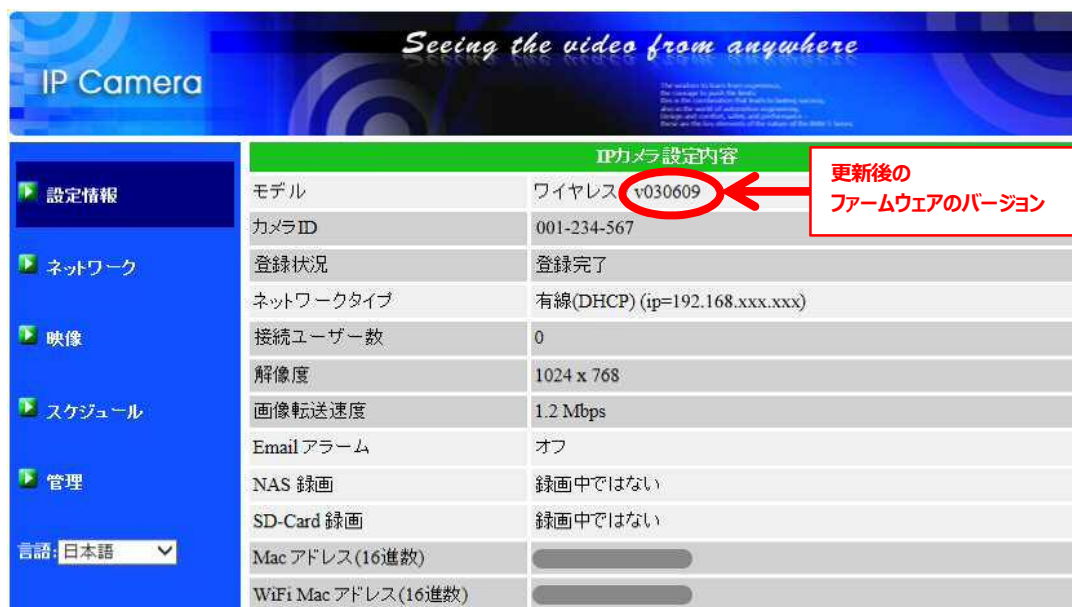 Seeing the video from anywhere
IP Camera
IPカメラ設定内容
更新後の
ファームウェアのバージョン
設定情報
モデル ワイヤレス v030609
カメラID 001-234-567
ネットワーク
登録状況 登録完了
ネットワークタイプ 有線(DHCP) (ip=192.168.xxx.xxx)
映像
接続ユーザー数 0
解像度 1024 x 768
スケジュール
画像転送速度 1.2 Mbps
Email アラーム オフ
管理
NAS 録画 録画中ではない
SD-Card 録画 録画中ではない
言語: 日本語
Mac アドレス(16進数)
WiFi Mac アドレス(16進数)